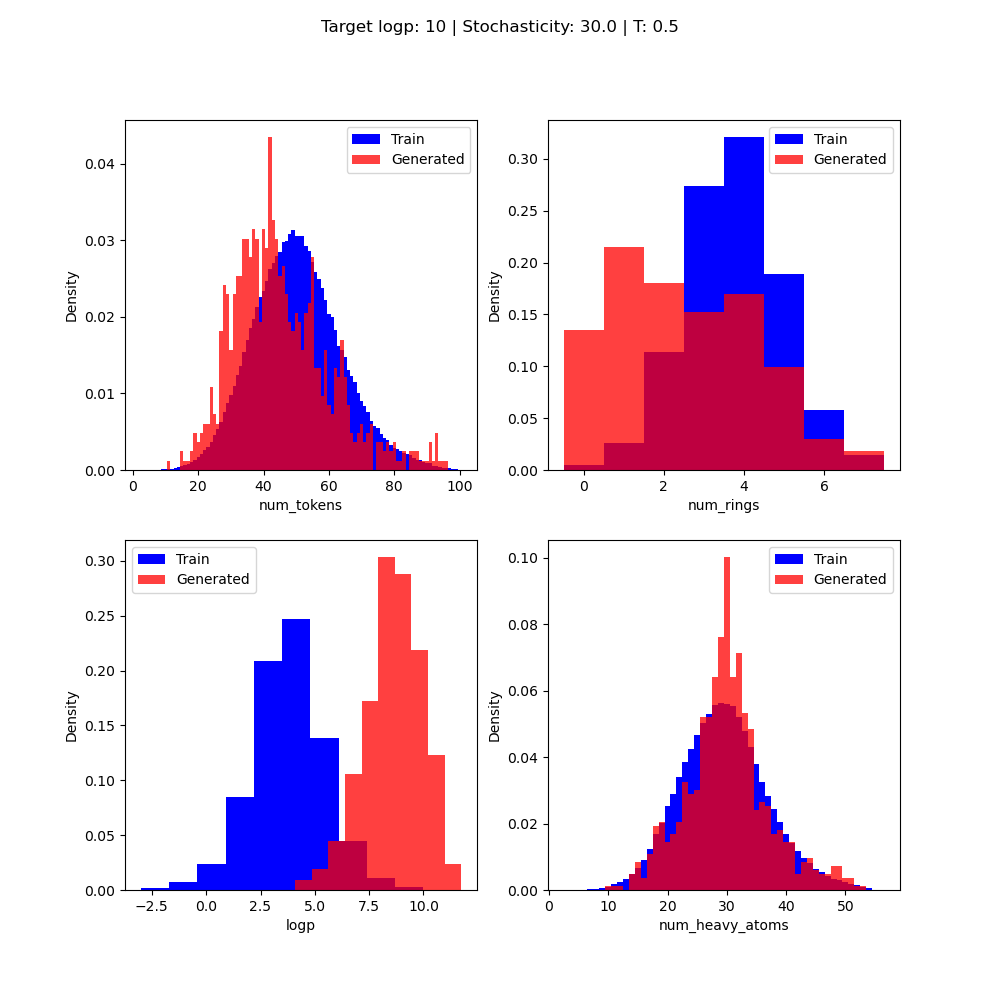 Target logp: 10 | Stochasticity: 30.0 | T: 0.5
Train
Generated
0.04
0.03
0.02
0.01
0.00
Density
0 20 40 60 80 100
num_tokens
Train
Generated
0.30
0.25
0.20
0.15
0.10
0.05
0.00
Density
0 2 4 6
num_rings
Train
Generated
0.30
0.25
0.20
0.15
0.10
0.05
0.00
Density
−2.5 0.0 2.5 5.0 7.5 10.0
logp
Train
Generated
0.10
0.08
0.06
0.04
0.02
0.00
Density
0 10 20 30 40 50
num_heavy_atoms